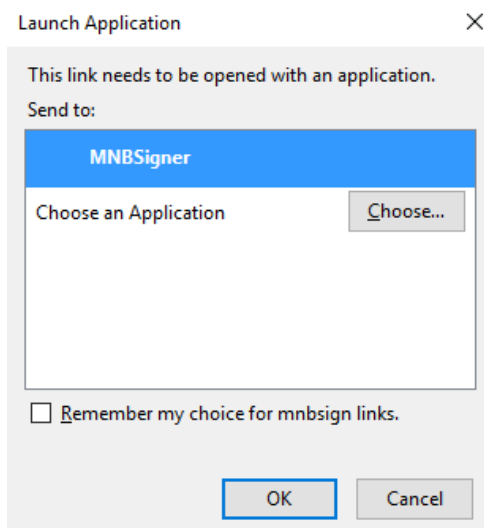 Launch Application
This link needs to be opened with an application.
Send to:
MNBSigner
Choose an Application
Choose...
Remember my choice for mnbsign links.
OK
Cancel